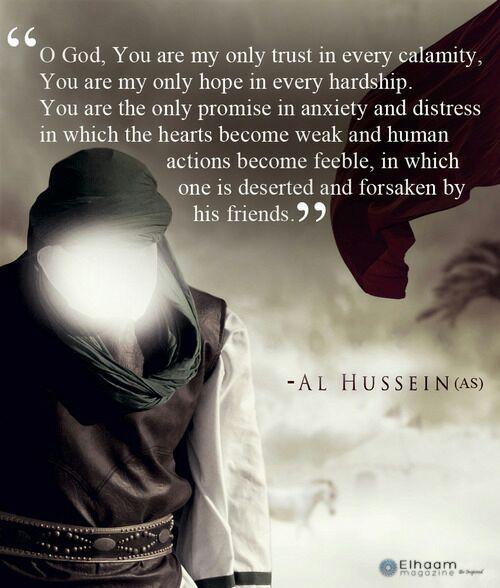 “O God, You are my only trust in every calamity,
You are my only hope in every hardship.
You are the only promise in anxiety and distress
in which the hearts become weak and human
actions become feeble, in which
one is deserted and forsaken by
his friends.”
-AL HUSSEIN (AS)
Elhaam
magazine Be Inspired